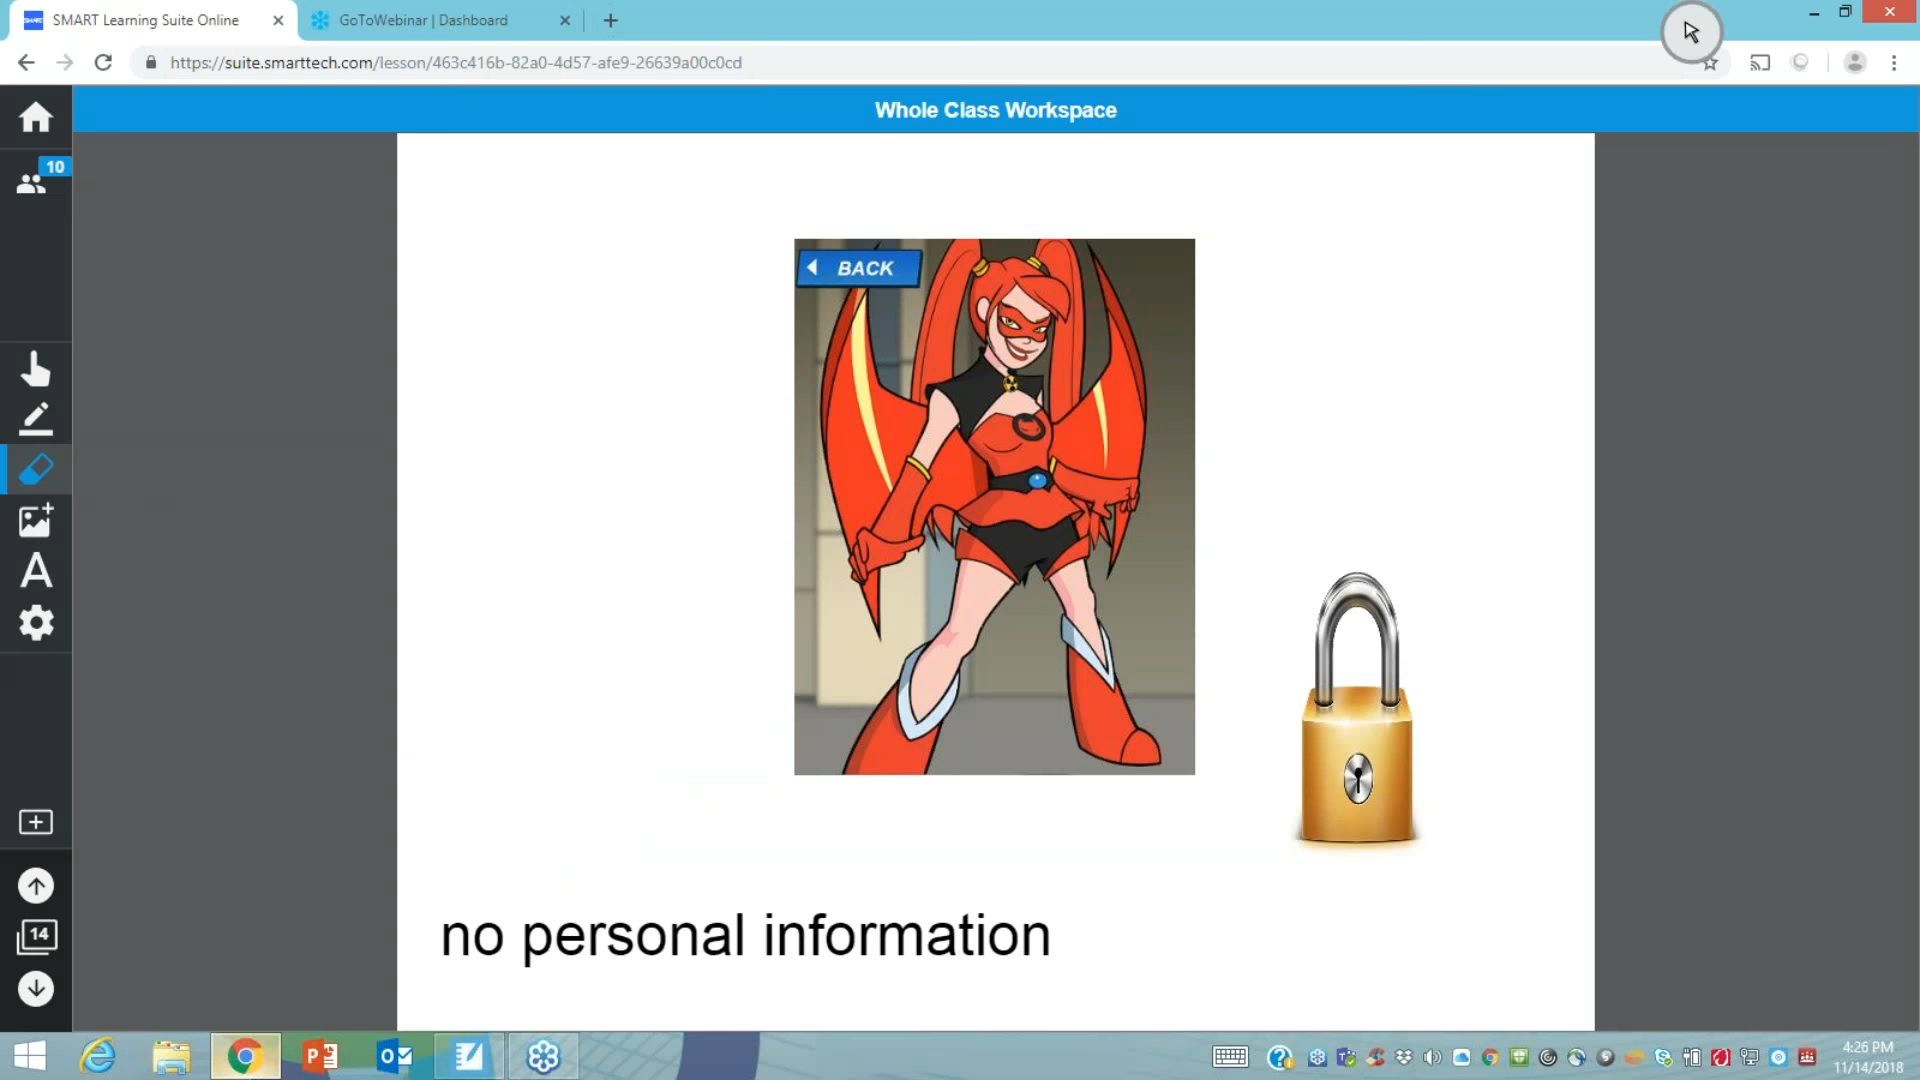 SMART Learning Suite Online
GoToWebinar | Dashboard
https://suite.smarttech.com/lesson/463c416b-82a0-4d57-afe9-26639a00c0cd
Whole Class Workspace
10
BACK
A
14
no personal information
4:26 PM
11/14/2018